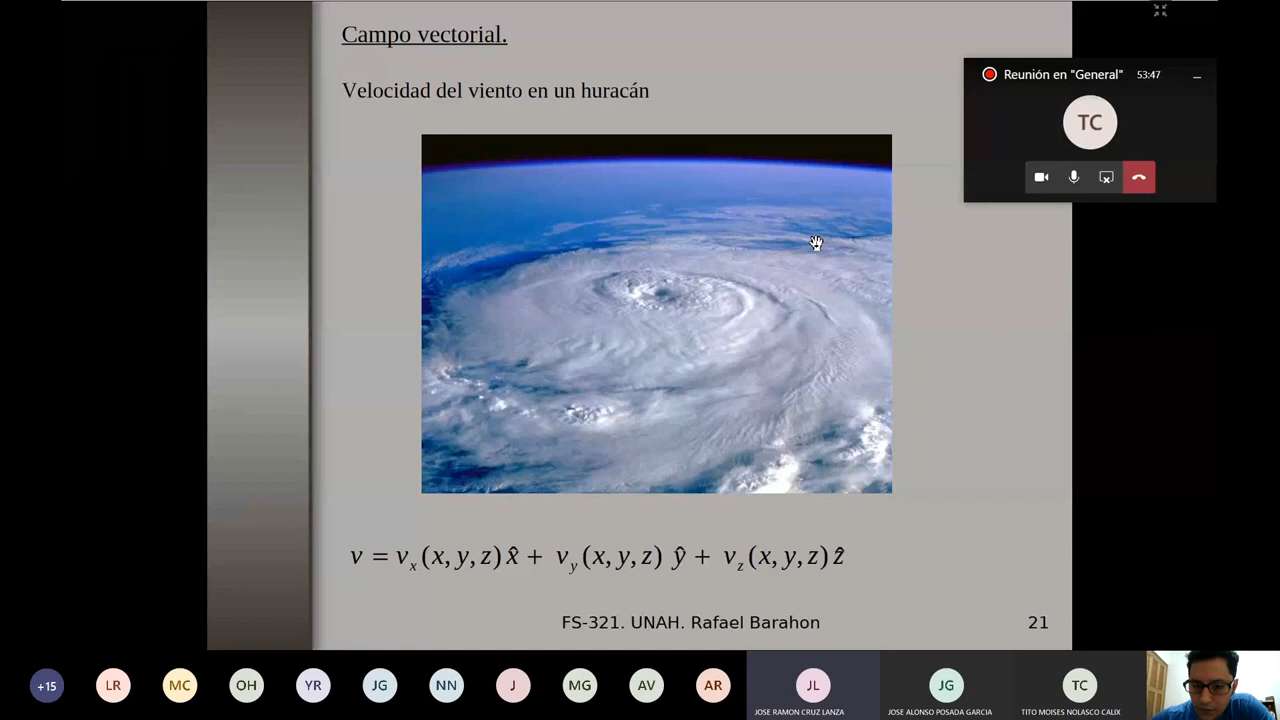 Campo vectorial.
Velocidad del viento en un huracán
Reunión en "General" 53:47
TC
v = vₓ(x, y, z) x̂ + v_y(x, y, z) ŷ + v_z(x, y, z) ẑ
FS-321. UNAH. Rafael Barahon 21
+15 LR MC OH YR JG NN J MG AV AR JL JG TC
JOSE RAMON CRUZ LANZA JOSE ALONSO POSADA GARCIA TITO MOISES NOLASCO CALIX